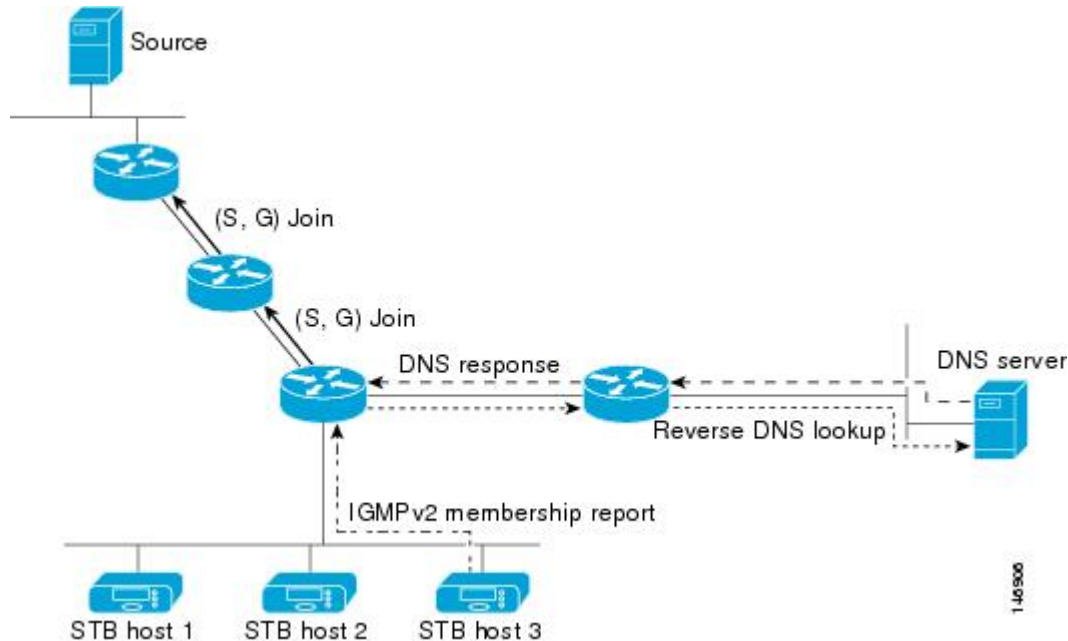 Source
(S, G) Join
(S, G) Join
DNS response
DNS server
Reverse DNS lookup
IGMPv2 membership report
STB host 1
STB host 2
STB host 3
146906